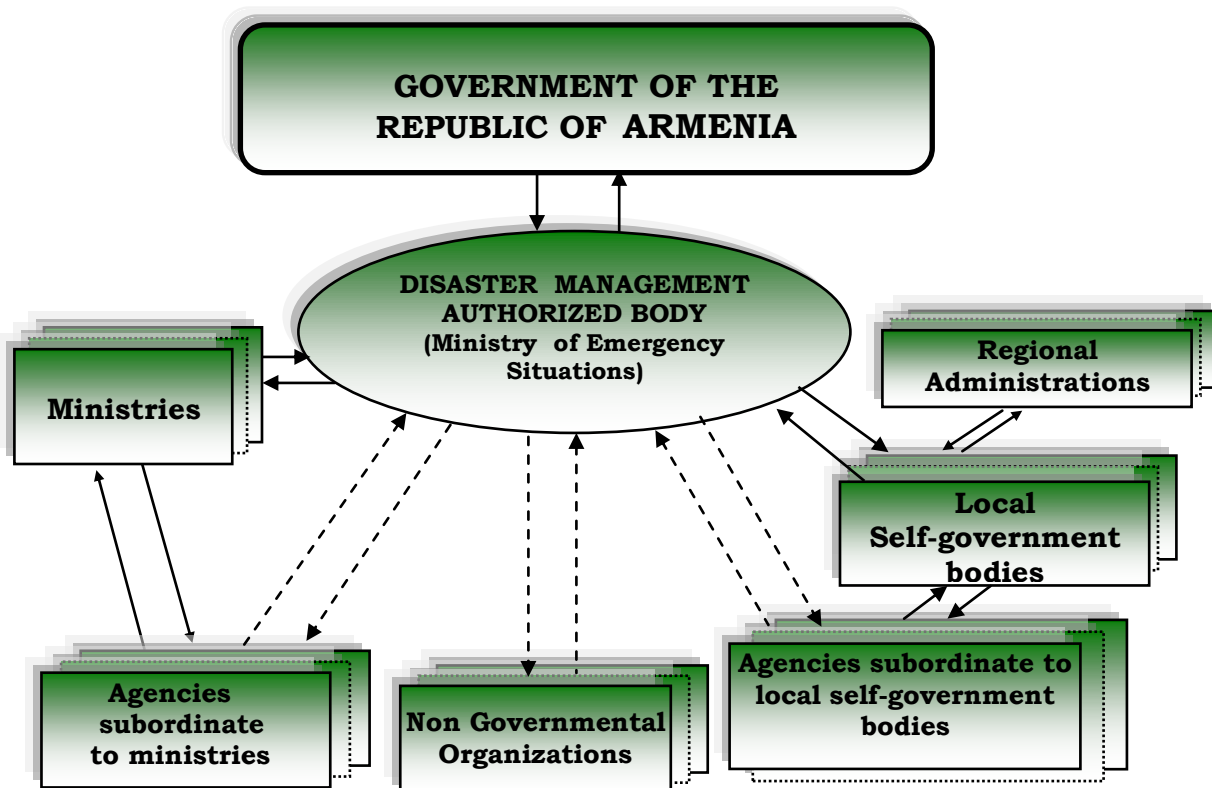 GOVERNMENT OF THE
REPUBLIC OF ARMENIA
DISASTER MANAGEMENT
AUTHORIZED BODY
(Ministry of Emergency
Situations)
Ministries
Regional
Administrations
Local
Self-government
bodies
Agencies
subordinate
to ministries
Non Governmental
Organizations
Agencies subordinate to
local self-government
bodies